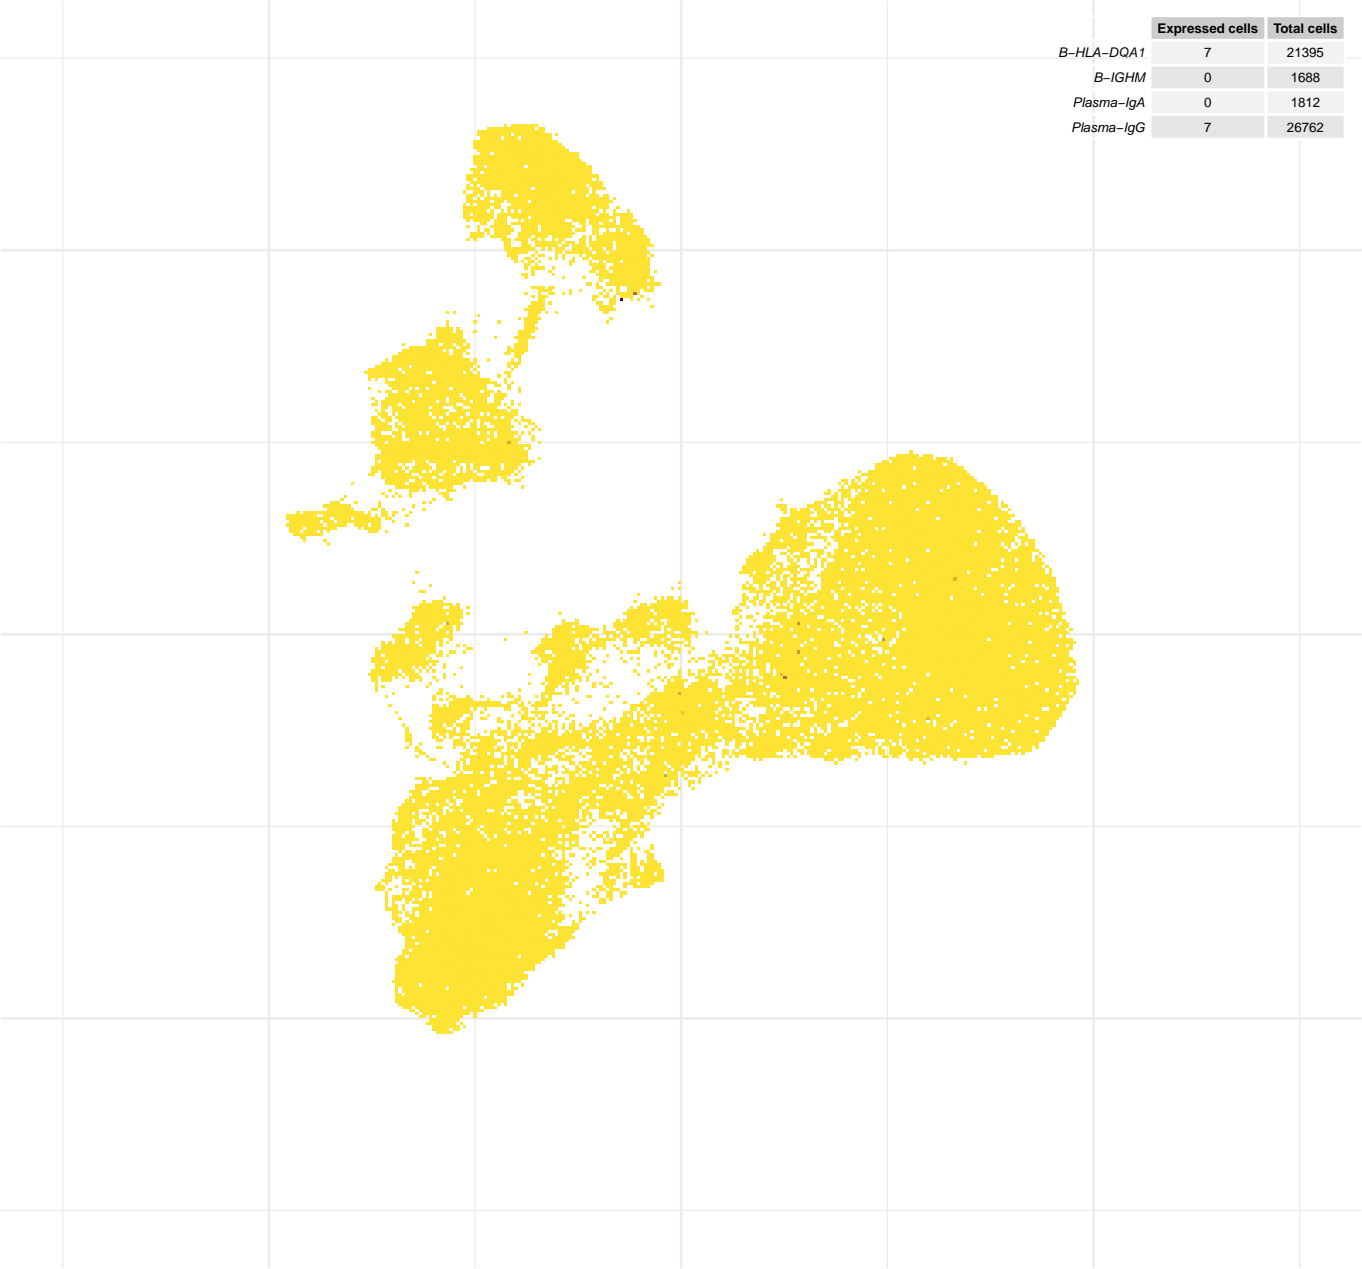 Expressed cells Total cells
B−HLA−DQA1 7 21395
B−IGHM 0 1688
Plasma−IgA 0 1812
Plasma−IgG 7 26762